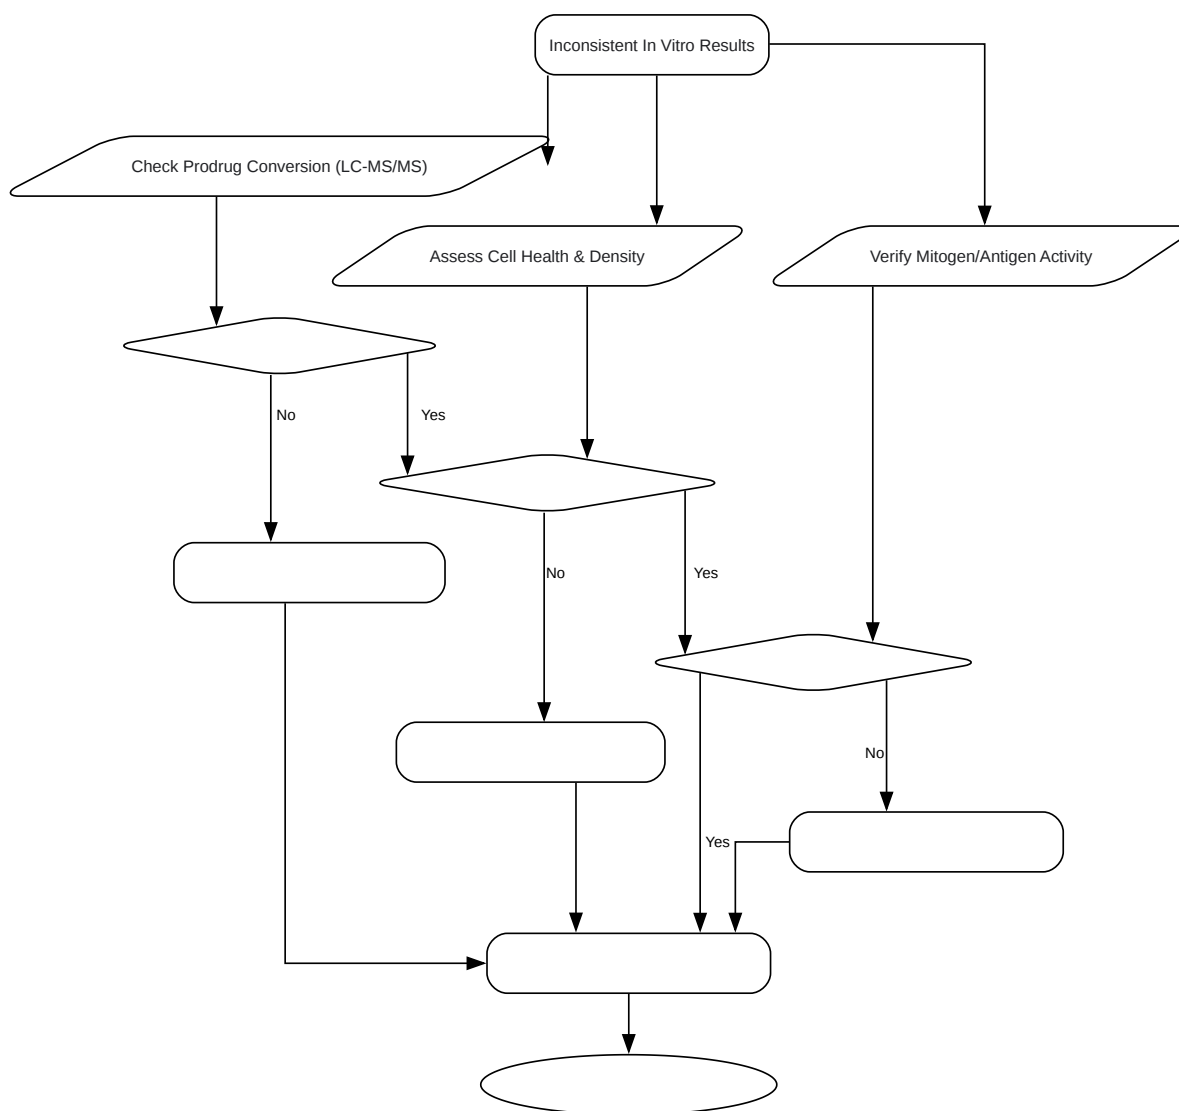 Inconsistent In Vitro Results
Check Prodrug Conversion (LC-MS/MS)
Assess Cell Health & Density
Verify Mitogen/Antigen Activity
No
Yes
No
Yes
No
Yes